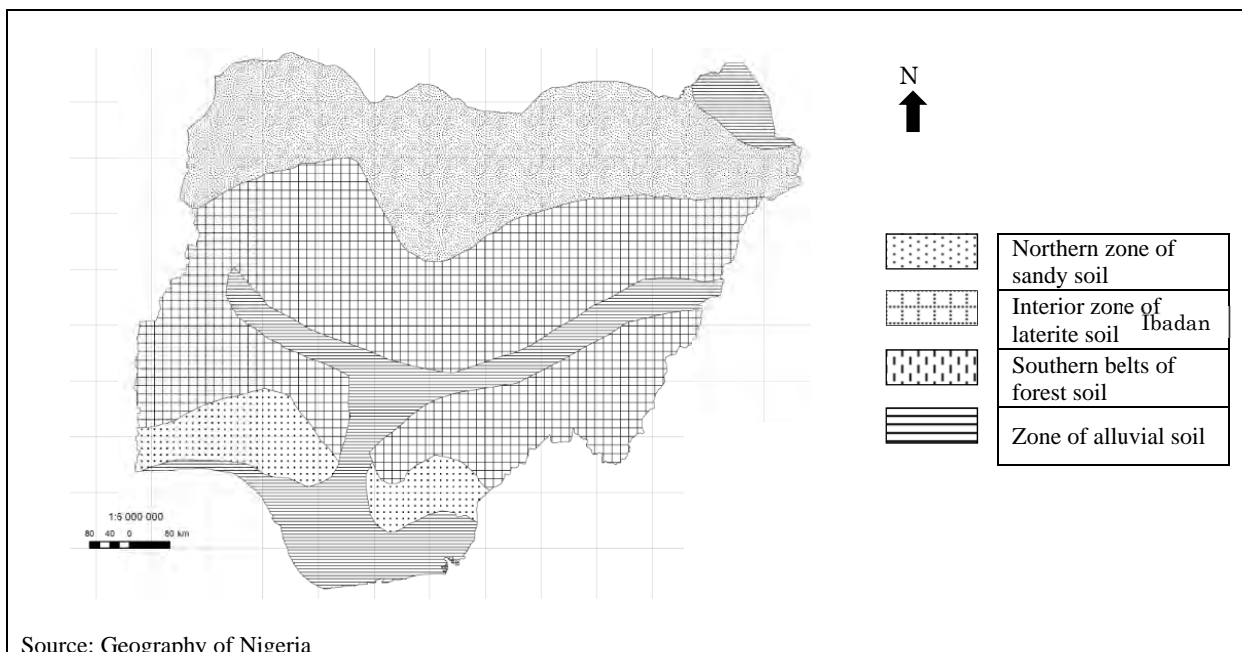 N
Northern zone of
sandy soil
Interior zone of
laterite soil
Ibadan
Southern belts of
forest soil
Zone of alluvial soil
1:5 000 000
80 40 0 80 km
Source: Geography of Nigeria